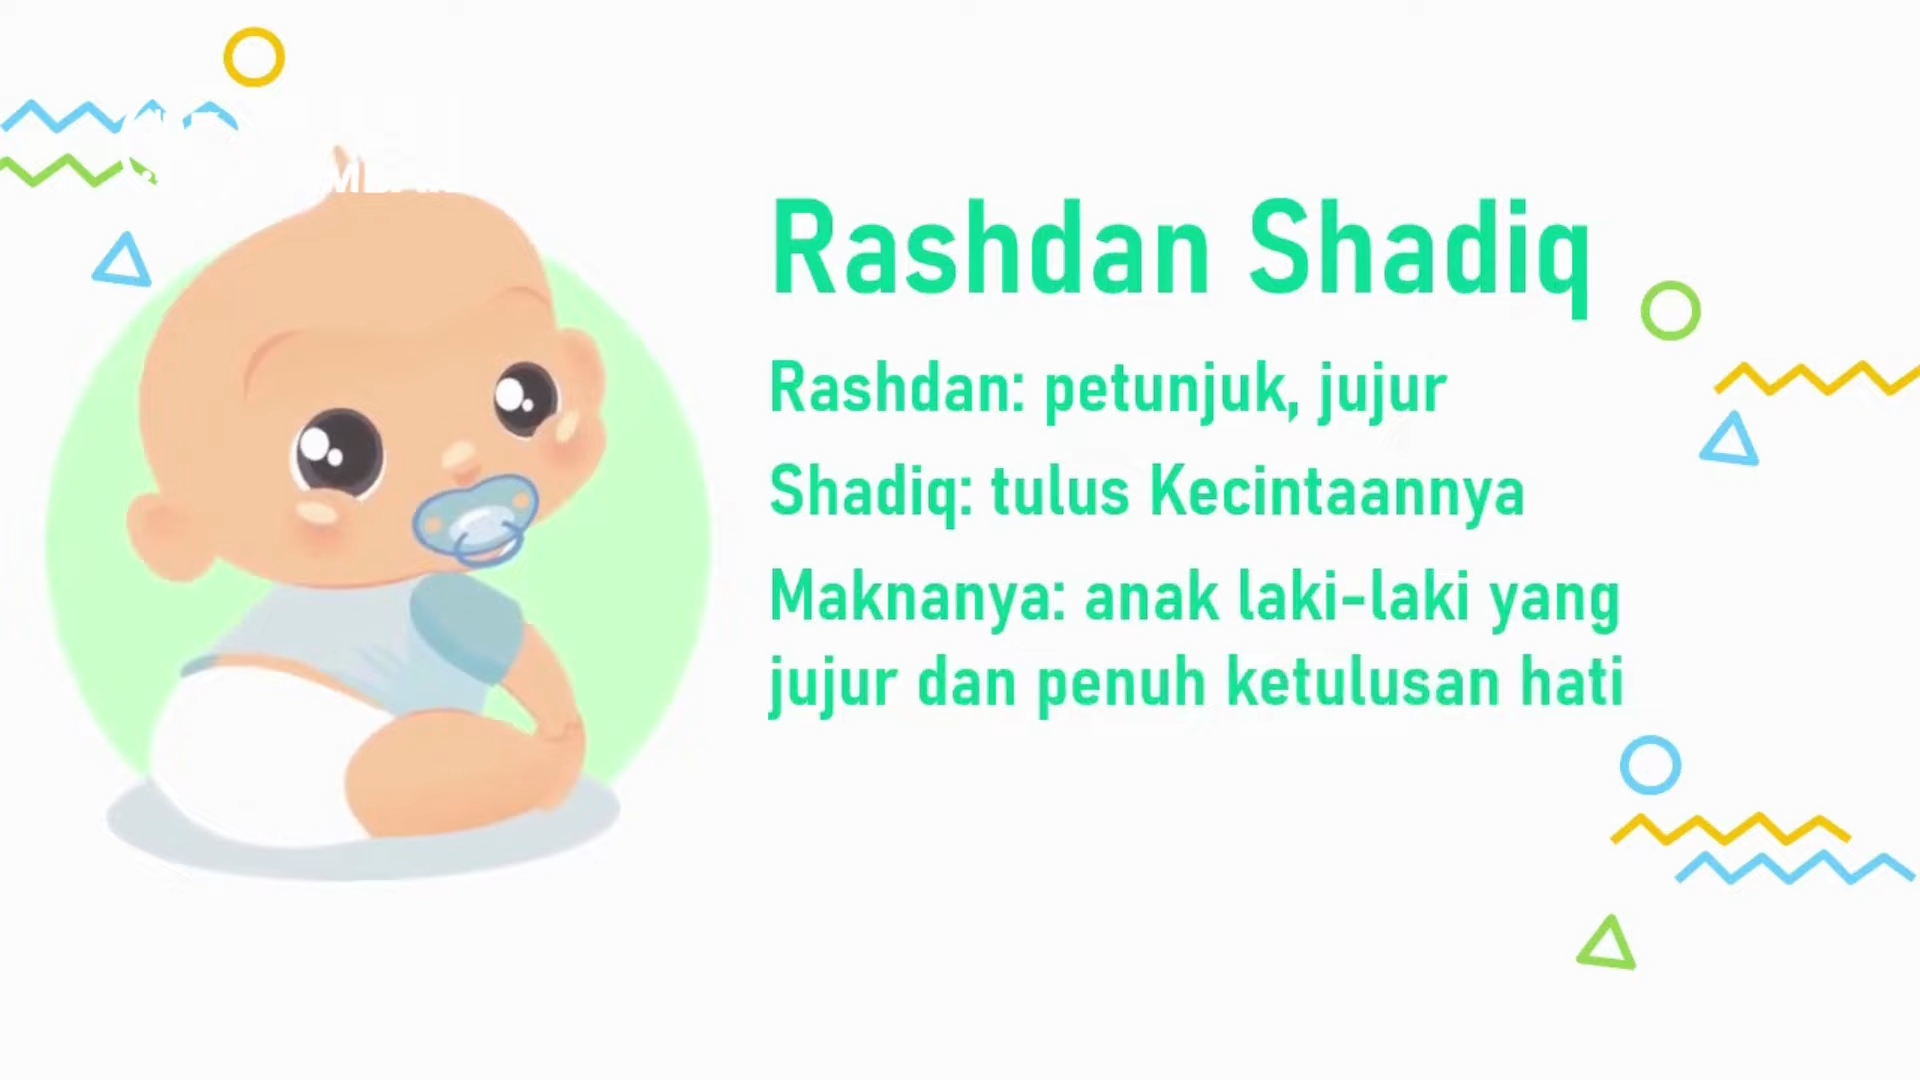 Rashdan Shadiq
Rashdan: petunjuk, jujur
Shadiq: tulus Kecintaannya
Maknanya: anak laki-laki yang
jujur dan penuh ketulusan hati